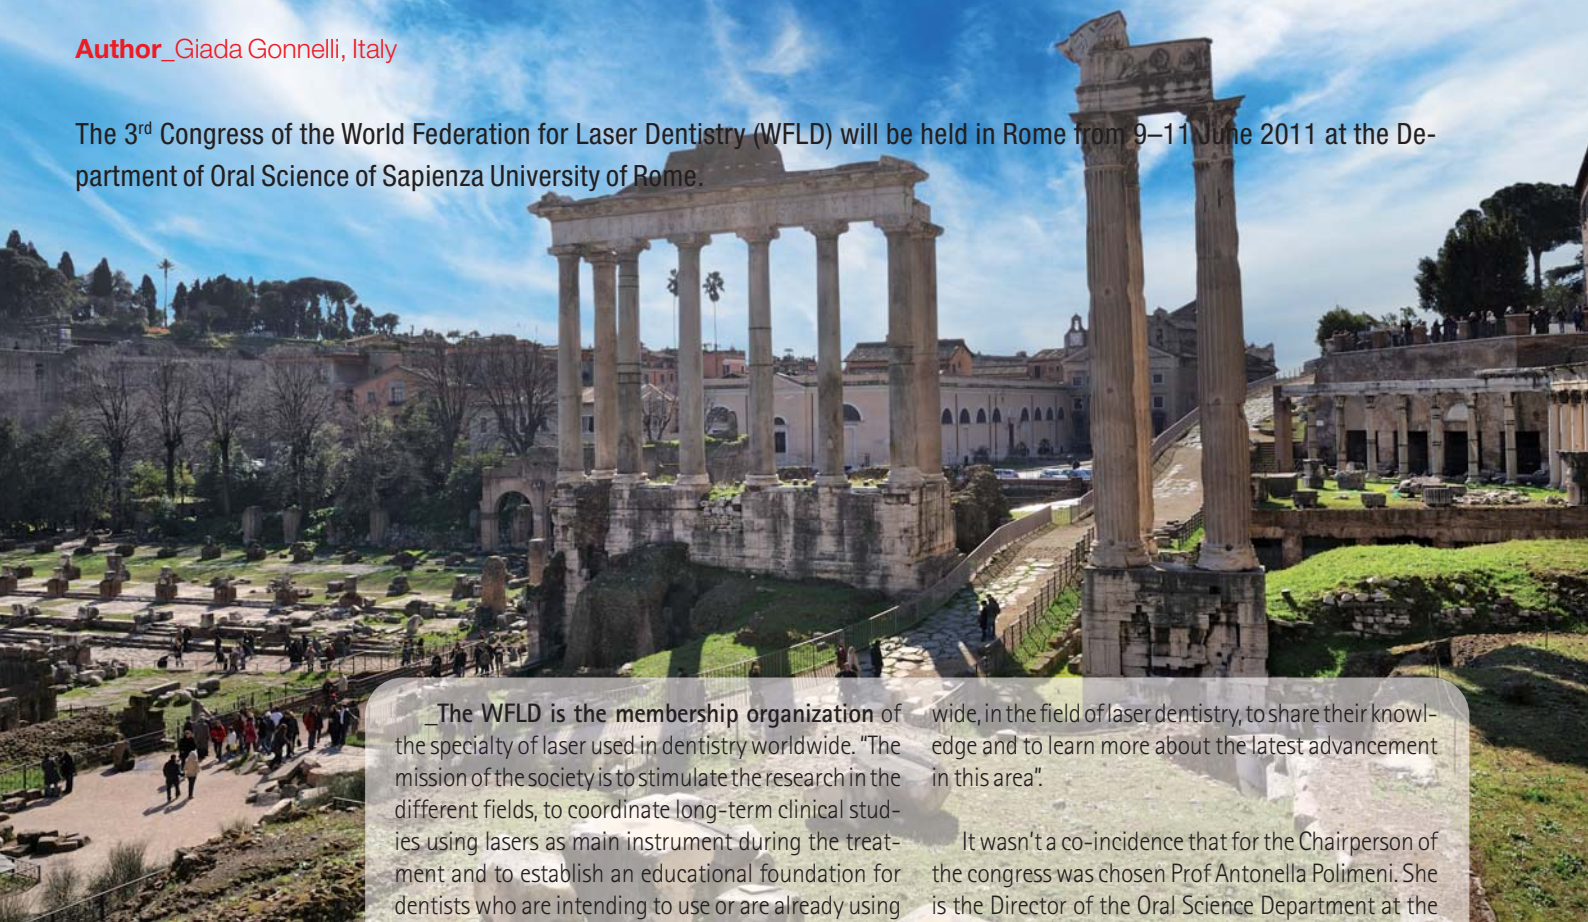 Author_Giada Gonnelli, Italy
The 3rd Congress of the World Federation for Laser Dentistry (WFLD) will be held in Rome from 9–11 June 2011 at the De-
partment of Oral Science of Sapienza University of Rome.
_The WFLD is the membership organization of
the specialty of laser used in dentistry worldwide. “The
mission of the society is to stimulate the research in the
different fields, to coordinate long-term clinical stud-
ies using lasers as main instrument during the treat-
ment and to establish an educational foundation for
dentists who are intending to use or are already using
wide, in the field of laser dentistry, to share their knowl-
edge and to learn more about the latest advancement
in this area”.
It wasn’t a co-incidence that for the Chairperson of
the congress was chosen Prof Antonella Polimeni. She
is the Director of the Oral Science Department at the